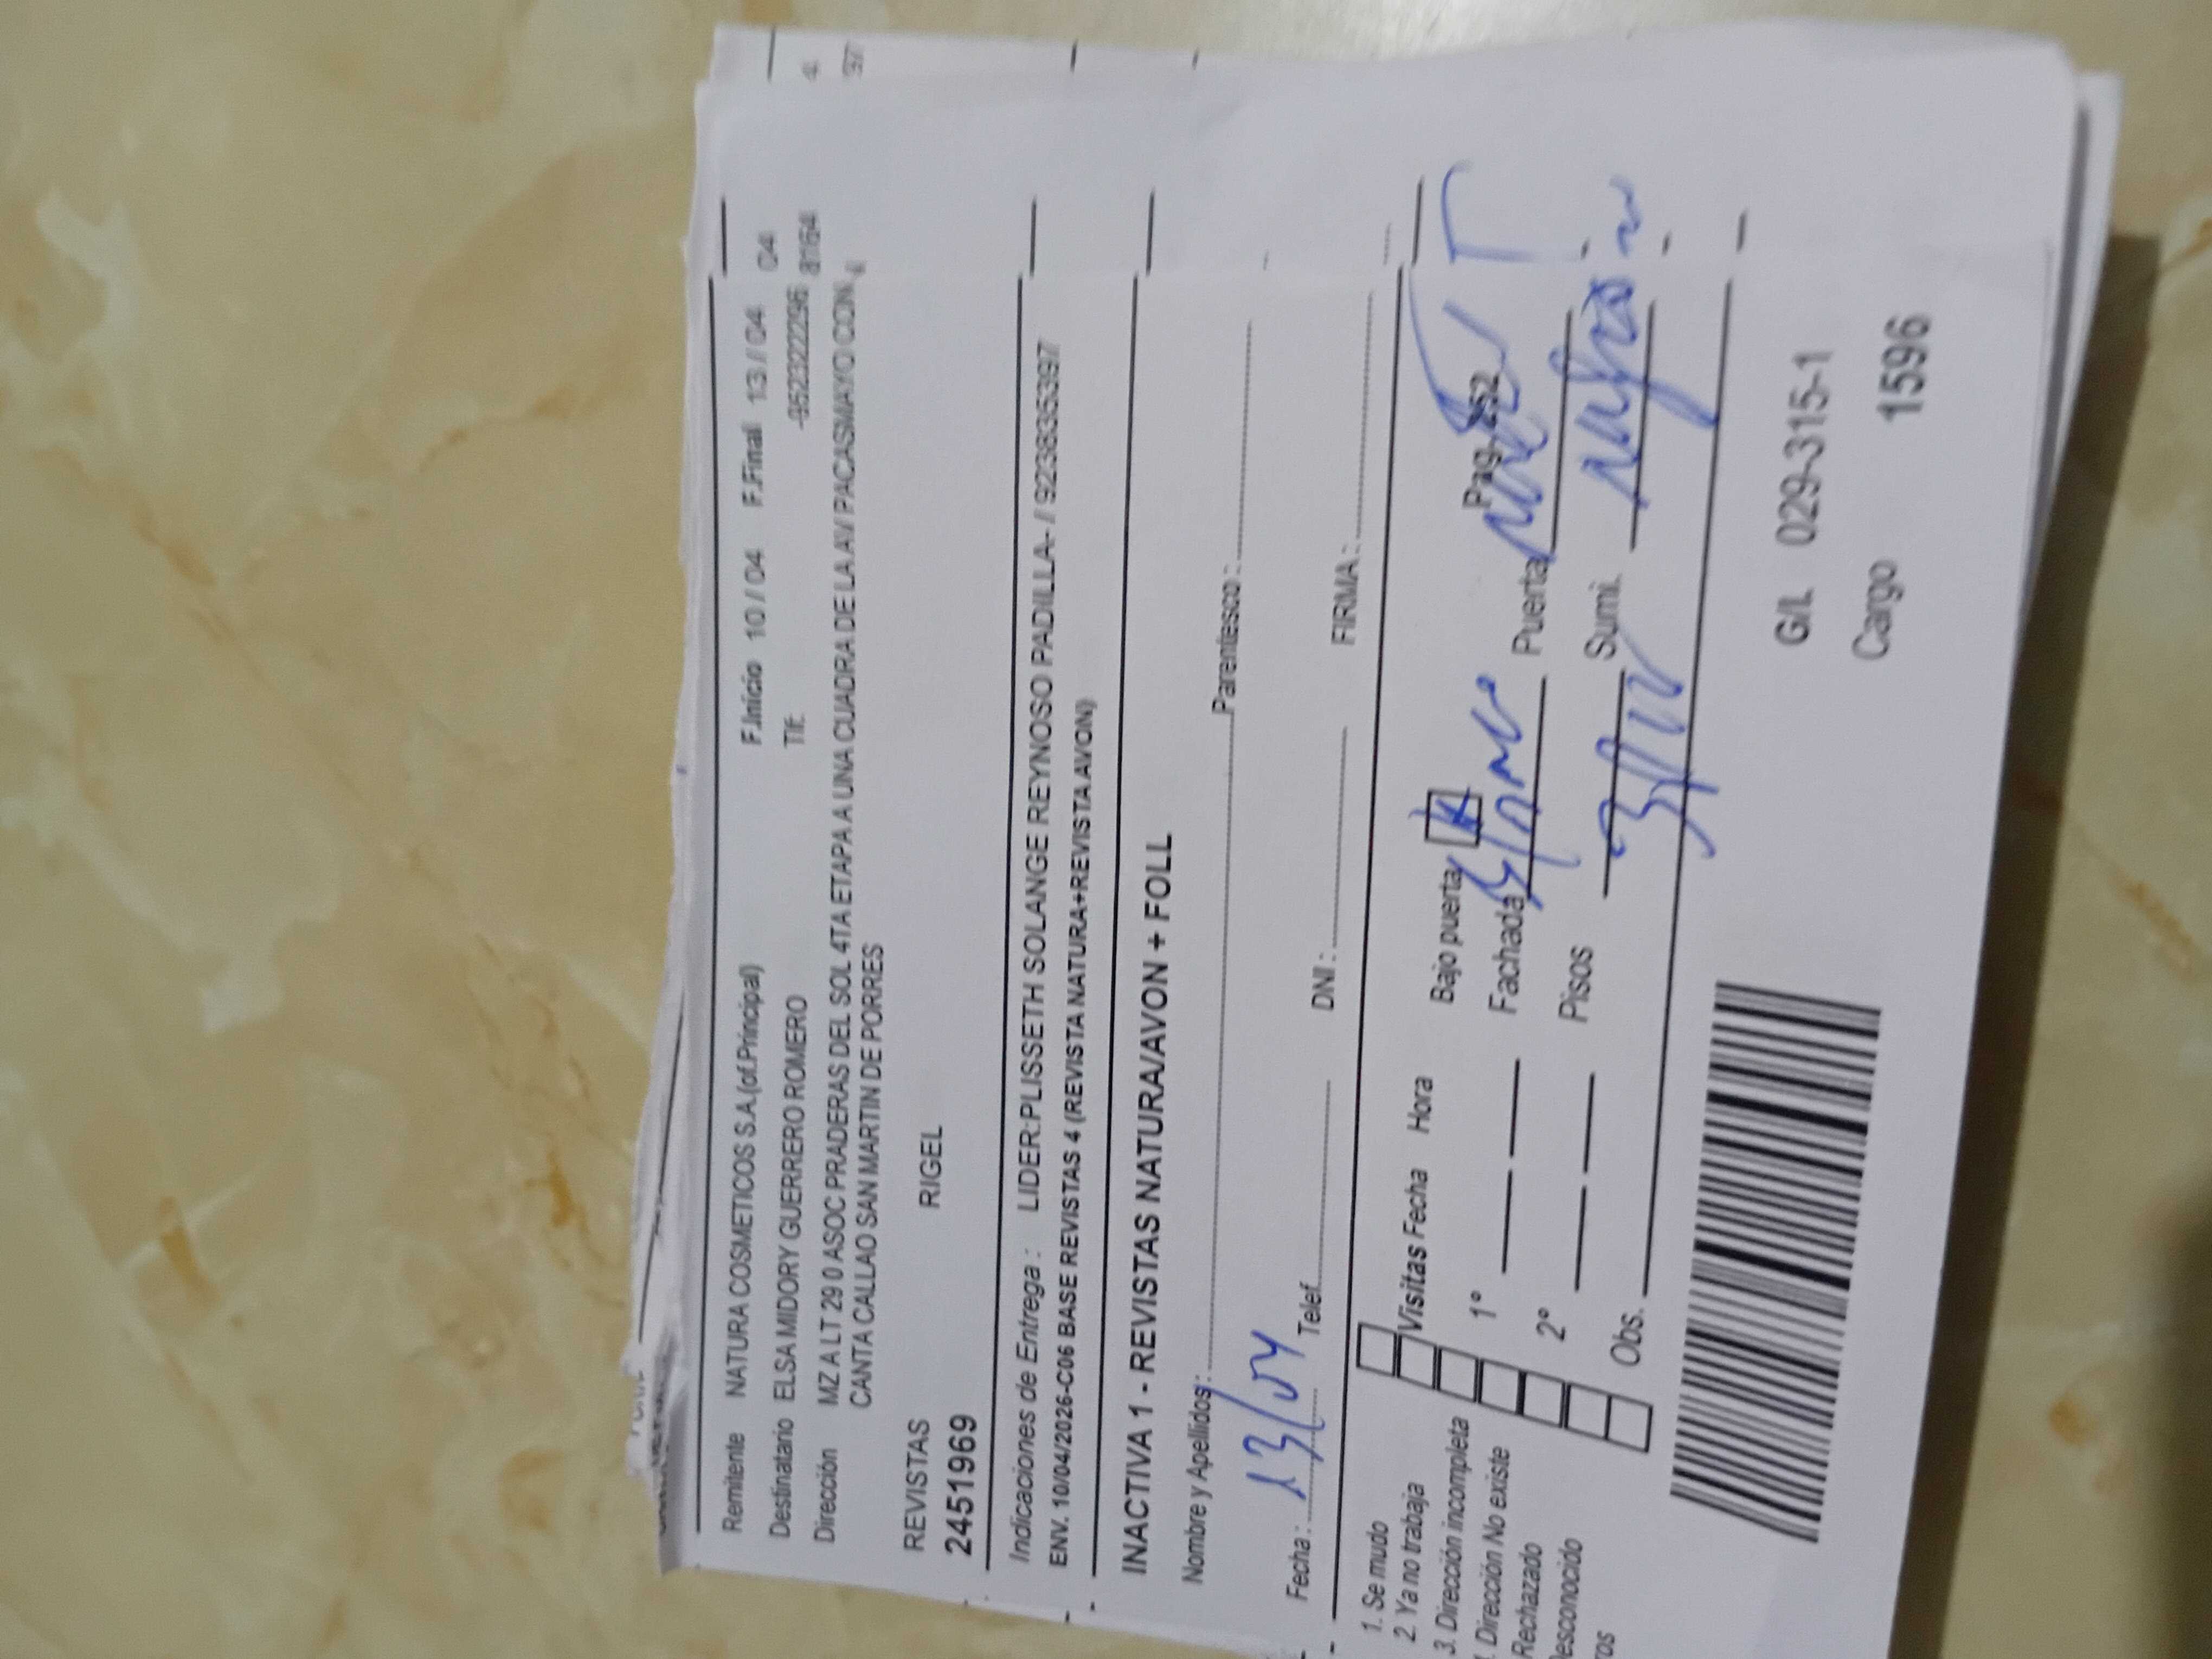 Remitente NATURA COSMETICOS S.A.(of.Principal) F.Inicio 10 / 04 F.Final 13 / 04
Destinatario ELSA MIDORY GUERRERO ROMERO Tlf. -952322296
Dirección MZ A LT 29 0 ASOC PRADERAS DEL SOL 4TA ETAPA A UNA CUADRA DE LA AV PACASMAYO CON
CANTA CALLAO SAN MARTIN DE PORRES
REVISTAS RIGEL
24519 69
Indicaciones de Entrega : LIDER:PLISSETH SOLANGE REYNOSO PADILLA- / 923835397
ENV. 10/04/2026-C06 BASE REVISTAS 4 (REVISTA NATURA+REVISTA AVON)
INACTIVA 1 - REVISTAS NATURA/AVON + FOLL
Nombre y Apellidos: Parentesco :
Fecha : 13/04 Telef. DNI : FIRMA :
1. Se mudo
2. Ya no trabaja
3. Dirección incompleta
Dirección No existe
Rechazado
Desconocido
Visitas Fecha Hora
1°
2°
Obs.
Bajo puerta Pag- 252
Fachada Puerta
Pisos Sumi.
G/L 029-315-1
Cargo 1596